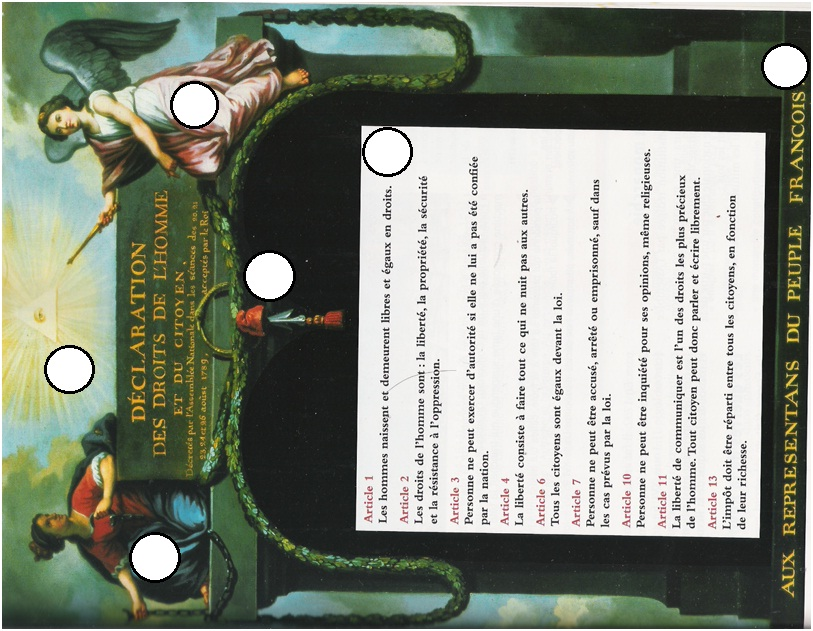 DÉCLARATION
DES DROITS DE L'HOMME
ET DU CITOYEN,
Décretés par l'Assemblée Nationale dans les séances des 20, 21
23, 24 et 26 août 1789, acceptés par le Roi
Article 1
Les hommes naissent et demeurent libres et égaux en droits.
Article 2
Les droits de l'homme sont : la liberté, la propriété, la sécurité
et la résistance à l'oppression.
Article 3
Personne ne peut exercer d'autorité si elle ne lui a pas été confiée
par la nation.
Article 4
La liberté consiste à faire tout ce qui ne nuit pas aux autres.
Article 6
Tous les citoyens sont égaux devant la loi.
Article 7
Personne ne peut être accusé, arrêté ou emprisonné, sauf dans
les cas prévus par la loi.
Article 10
Personne ne peut être inquiété pour ses opinions, même religieuses.
Article 11
La liberté de communiquer est l'un des droits les plus précieux
de l'homme. Tout citoyen peut donc parler et écrire librement.
Article 13
L'impôt doit être réparti entre tous les citoyens, en fonction
de leur richesse.
AUX REPRESENTANS DU PEUPLE FRANCOIS.